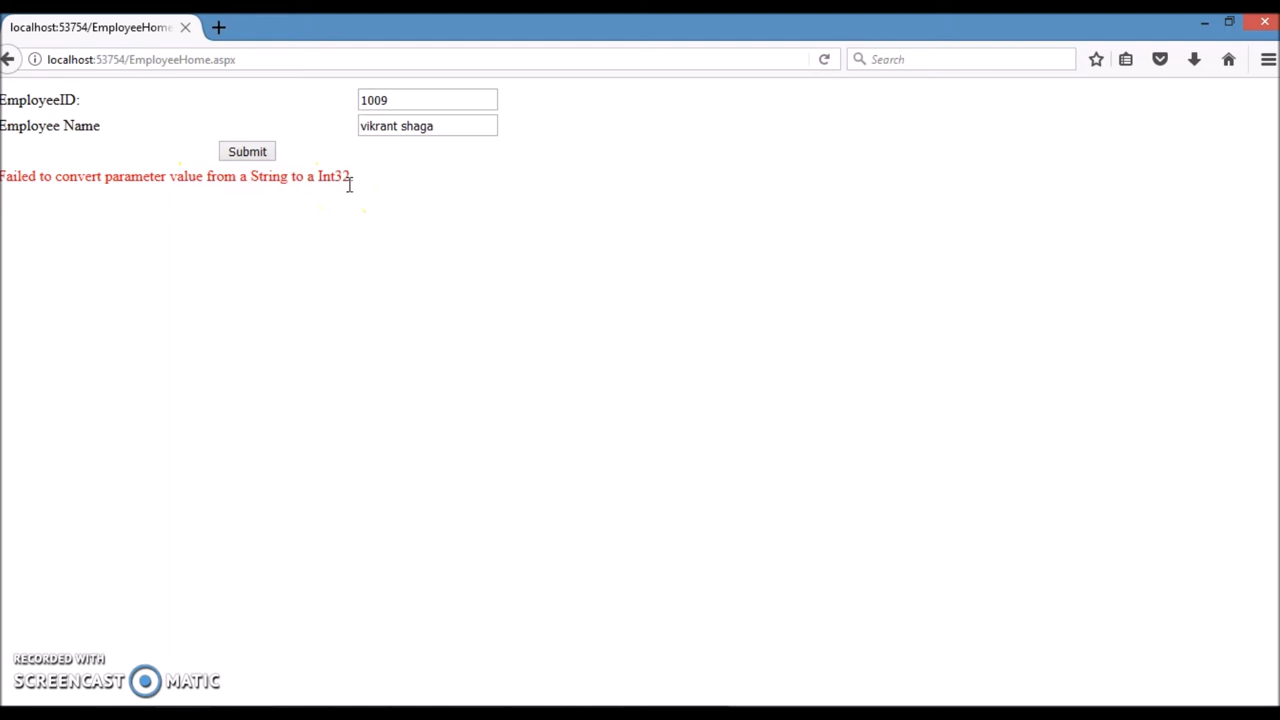 localhost:53754/EmployeeHome
localhost:53754/EmployeeHome.aspx
Search
EmployeeID:
1009
Employee Name
vikrant shaga
Submit
Failed to convert parameter value from a String to a Int32.
RECORDED WITH
SCREENCAST MATIC